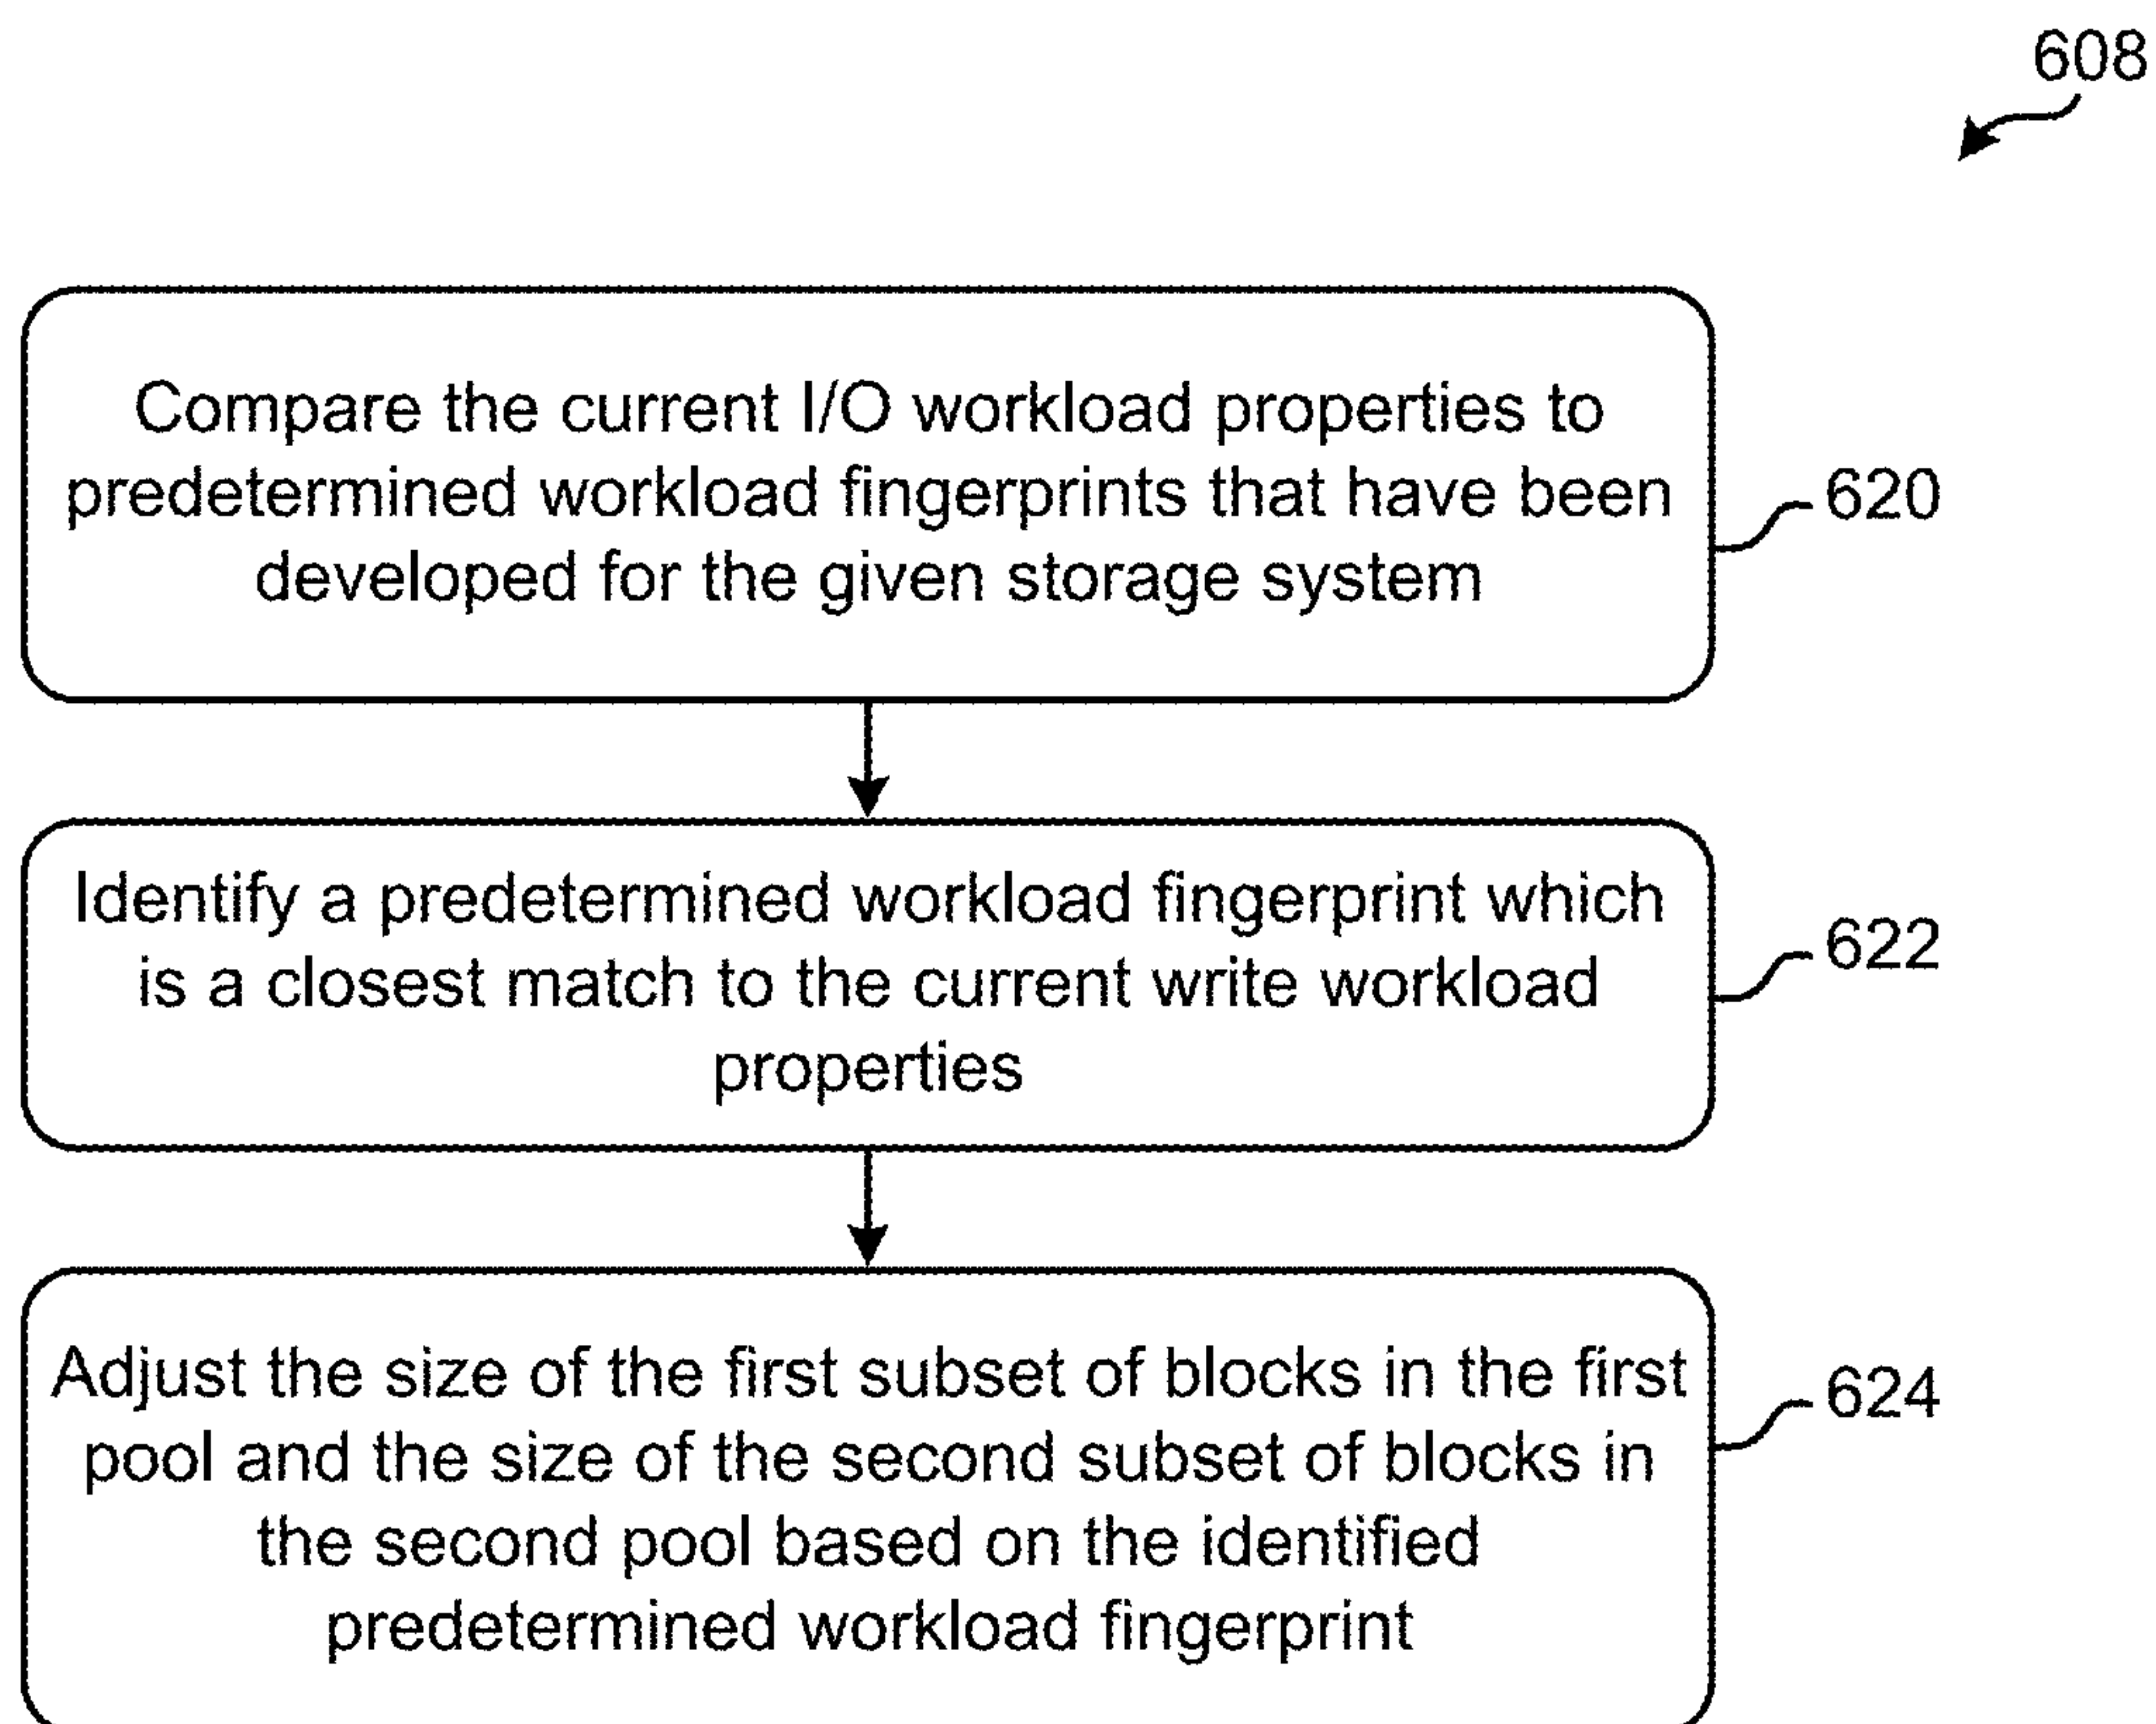 608
Compare the current I/O workload properties to
predetermined workload fingerprints that have been
developed for the given storage system
620
Identify a predetermined workload fingerprint which
is a closest match to the current write workload
properties
622
Adjust the size of the first subset of blocks in the first
pool and the size of the second subset of blocks in
the second pool based on the identified
predetermined workload fingerprint
624